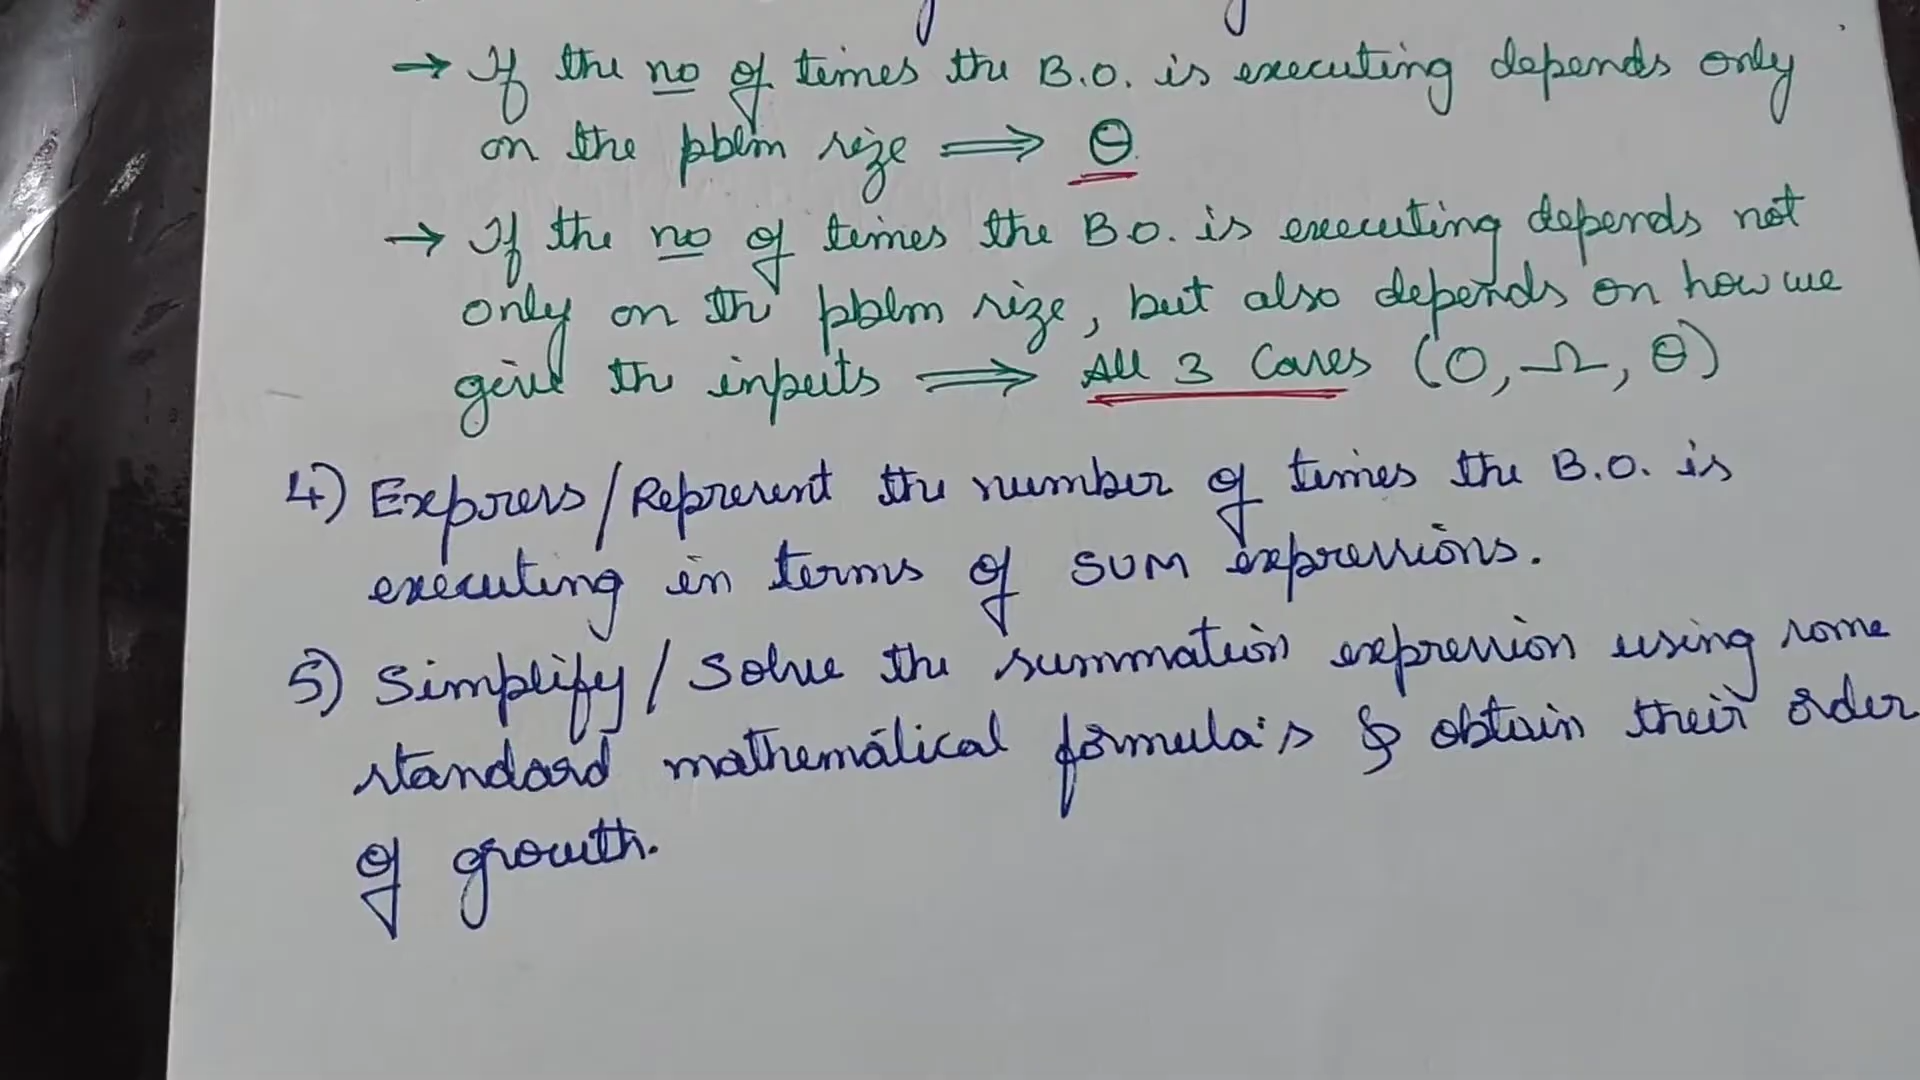 → If the no of times the B.O. is executing depends only
on the pblm size ⟹ Θ
→ If the no of times the B.O. is executing depends not
only on th pblm size, but also depends on how we
give th inputs ⟹ All 3 Cases (O, Ω, Θ)
4) Express/Represent the number of times the B.O. is
executing in terms of SUM expressions.
5) Simplify/Solve the summation expression using some
standard mathematical formula's & obtain their order
of growth.